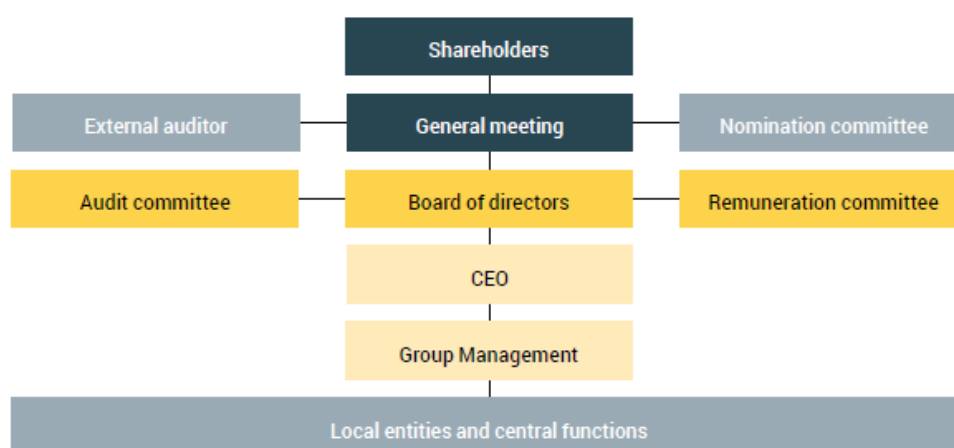 Shareholders
External auditor
General meeting
Nomination committee
Audit committee
Board of directors
Remuneration committee
CEO
Group Management
Local entities and central functions